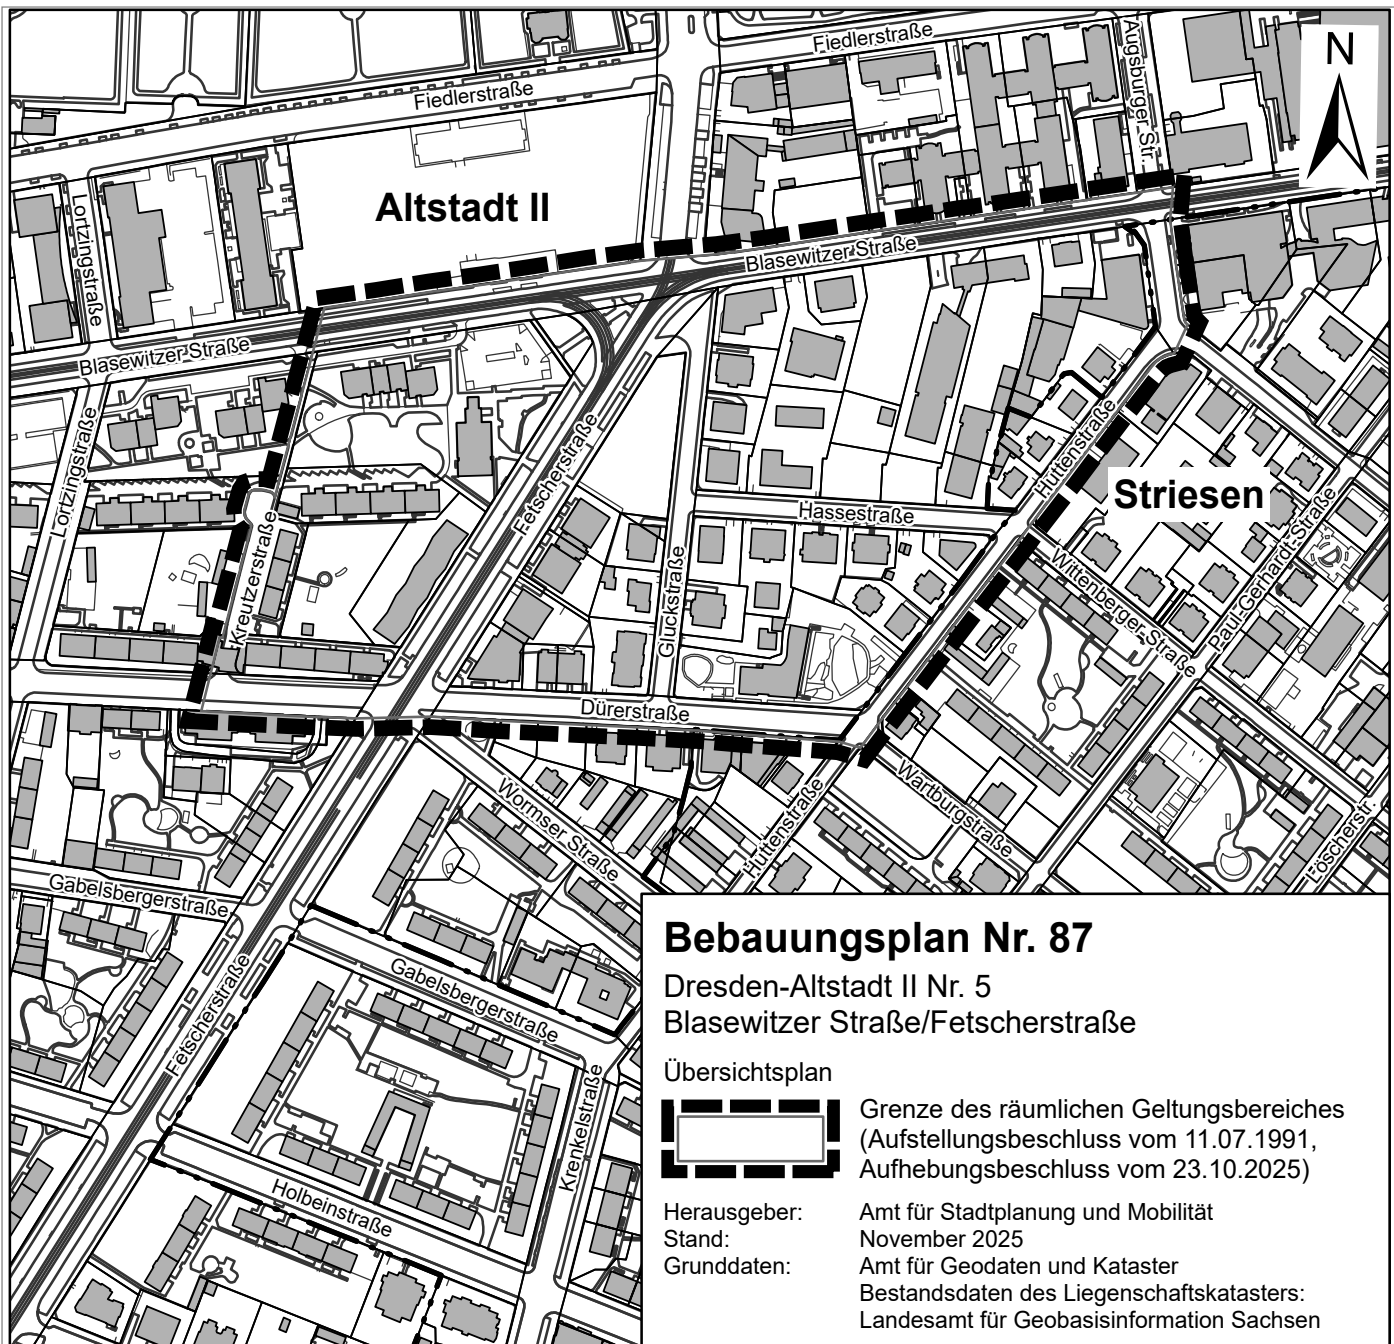 Fiedlerstraße
Augsburger Str.
N
Fiedlerstraße
Altstadt II
Lortzingstraße
Blasewitzer Straße
Blasewitzer Straße
Lortzingstraße
Fetscherstraße
Huttenstraße
Striesen
Hassestraße
Kreutzerstraße
Gluckstraße
Wittenberger Straße
Paul-Gerhardt-Straße
Dürerstraße
Wormser Straße
Huttenstraße
Wartburgstraße
Löscherstr.
Gabelsbergerstraße
Fetscherstraße
Gabelsbergerstraße
Krenkelstraße
Holbeinstraße
Bebauungsplan Nr. 87
Dresden-Altstadt II Nr. 5
Blasewitzer Straße/Fetscherstraße
Übersichtsplan
Grenze des räumlichen Geltungsbereiches
(Aufstellungsbeschluss vom 11.07.1991,
Aufhebungsbeschluss vom 23.10.2025)
Herausgeber: Amt für Stadtplanung und Mobilität
Stand: November 2025
Grunddaten: Amt für Geodaten und Kataster
Bestandsdaten des Liegenschaftskatasters:
Landesamt für Geobasisinformation Sachsen